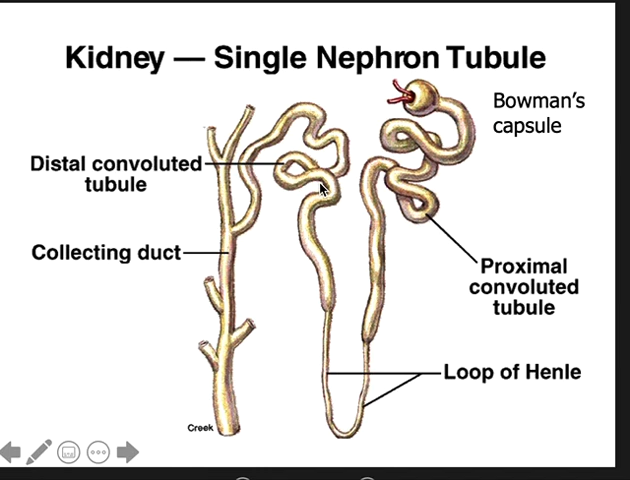 Kidney — Single Nephron Tubule
Bowman's
capsule
Distal convoluted
tubule
Collecting duct
Proximal
convoluted
tubule
Loop of Henle
Creek